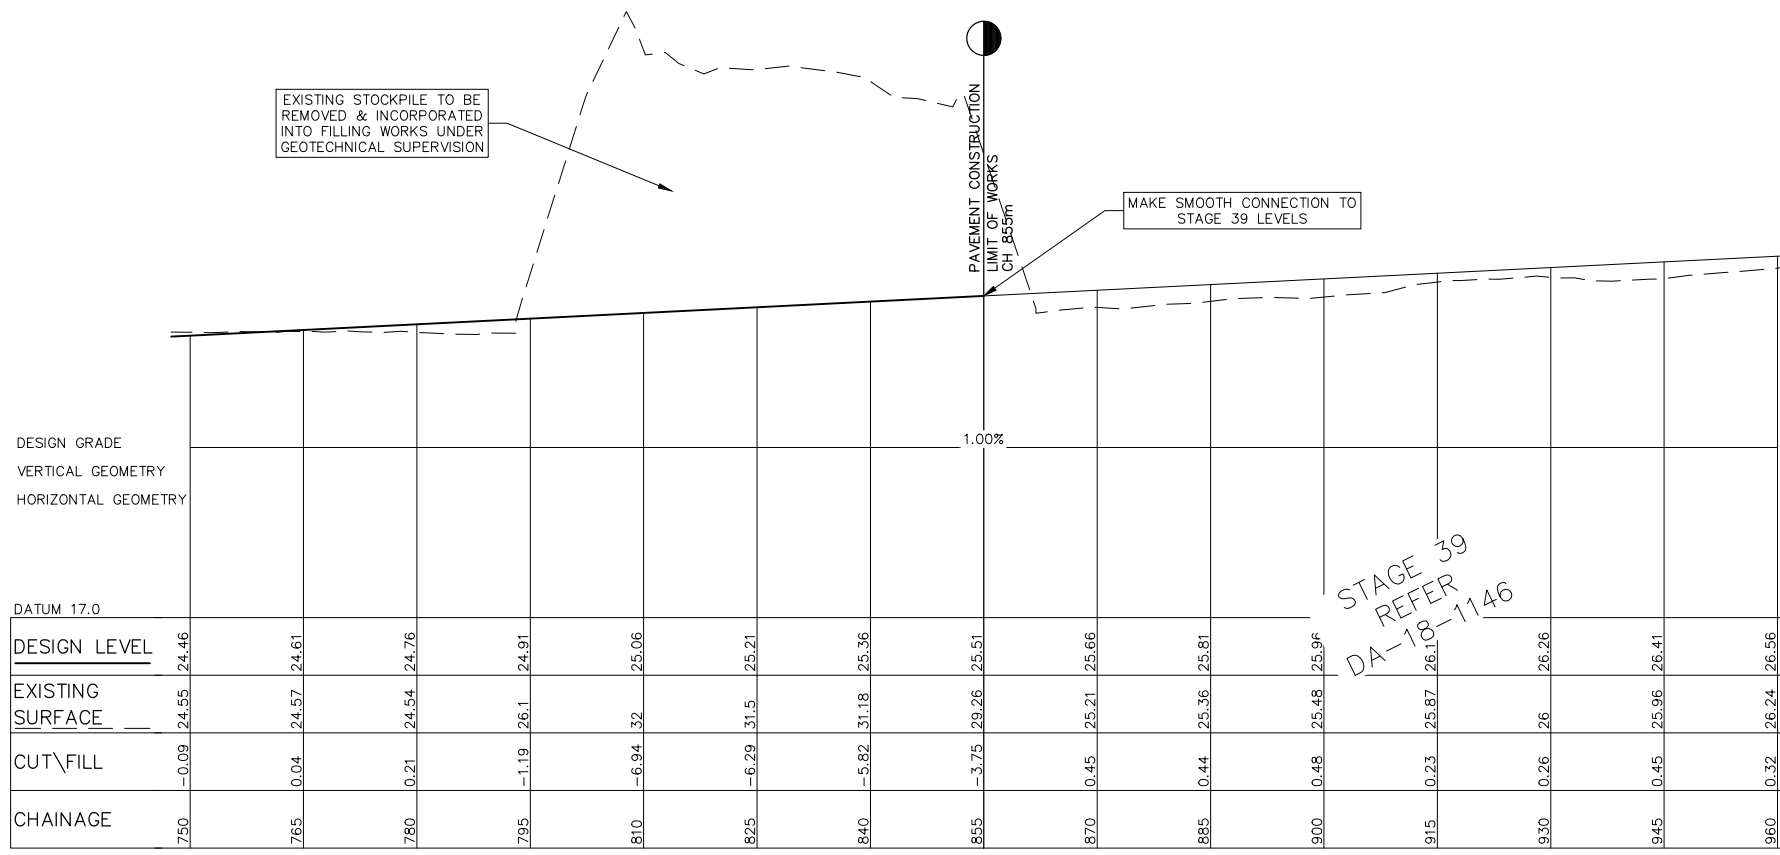 EXISTING STOCKPILE TO BE
REMOVED & INCORPORATED
INTO FILLING WORKS UNDER
GEOTECHNICAL SUPERVISION
PAVEMENT CONSTRUCTION
LIMIT OF WORKS
CH 855m
MAKE SMOOTH CONNECTION TO
STAGE 39 LEVELS
DESIGN GRADE
1.00%
VERTICAL GEOMETRY
HORIZONTAL GEOMETRY
STAGE 39
REFER
DA-18-1146
DATUM 17.0
DESIGN LEVEL 24.46 24.61 24.76 24.91 25.06 25.21 25.36 25.51 25.66 25.81 25.96 26.26 26.41 26.56
EXISTING
SURFACE 24.55 24.57 24.54 26.1 32 31.5 31.18 29.26 25.21 25.36 25.48 25.87 26 25.96 26.24
CUT\FILL -0.09 0.04 0.21 -1.19 -6.94 -6.29 -5.82 -3.75 0.45 0.44 0.48 0.23 0.26 0.45 0.32
CHAINAGE 750 765 780 795 810 825 840 855 870 885 900 915 930 945 960